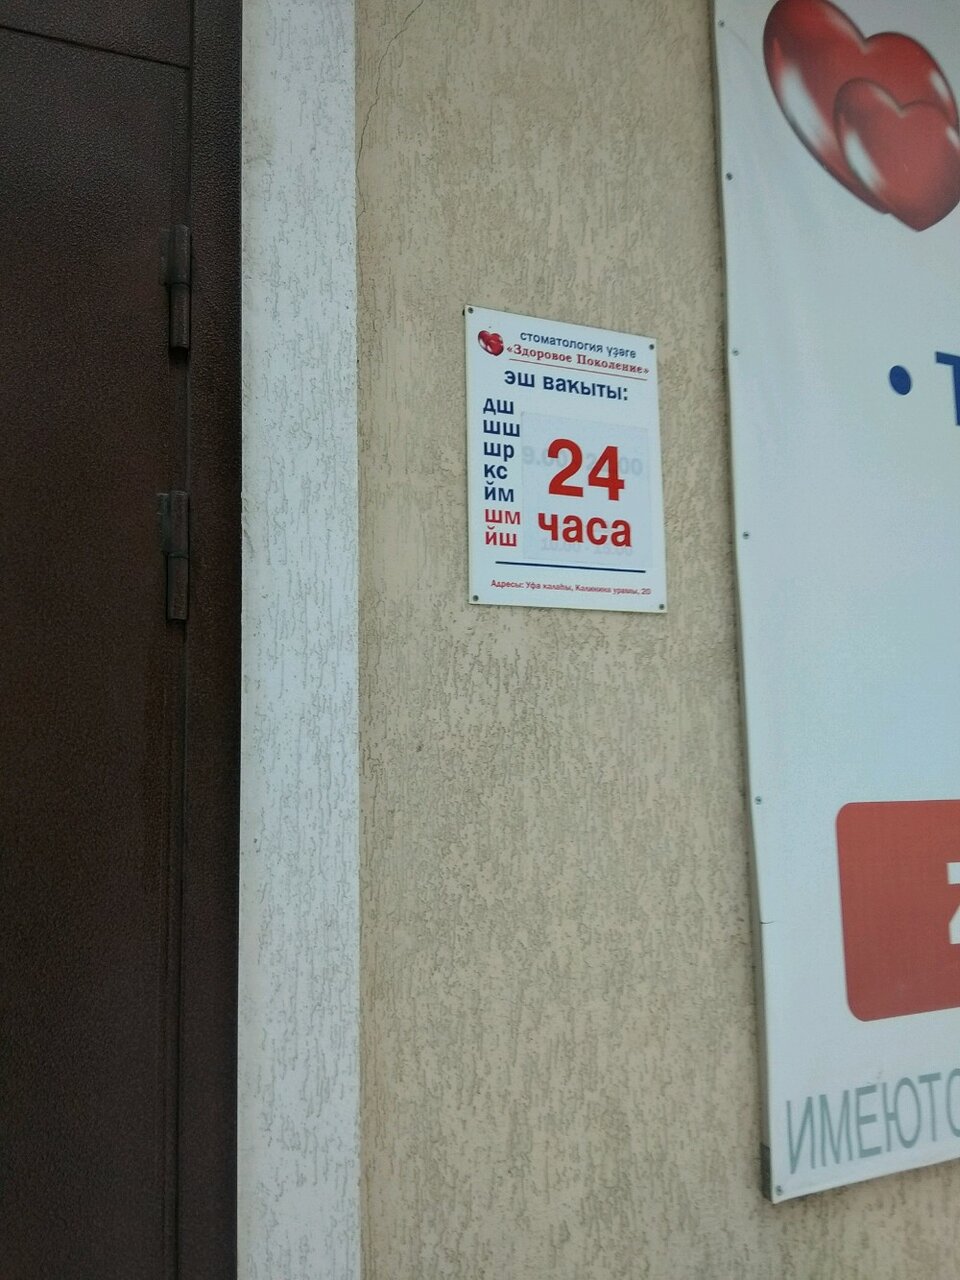 стоматология үҙәге
«Здоровое Поколение»
эш ваҡыты:
дш
шш
шр
кс
йм
шм
йш
24
часа
Адресы: Уфа ҡалаһы, Калинина урамы, 20